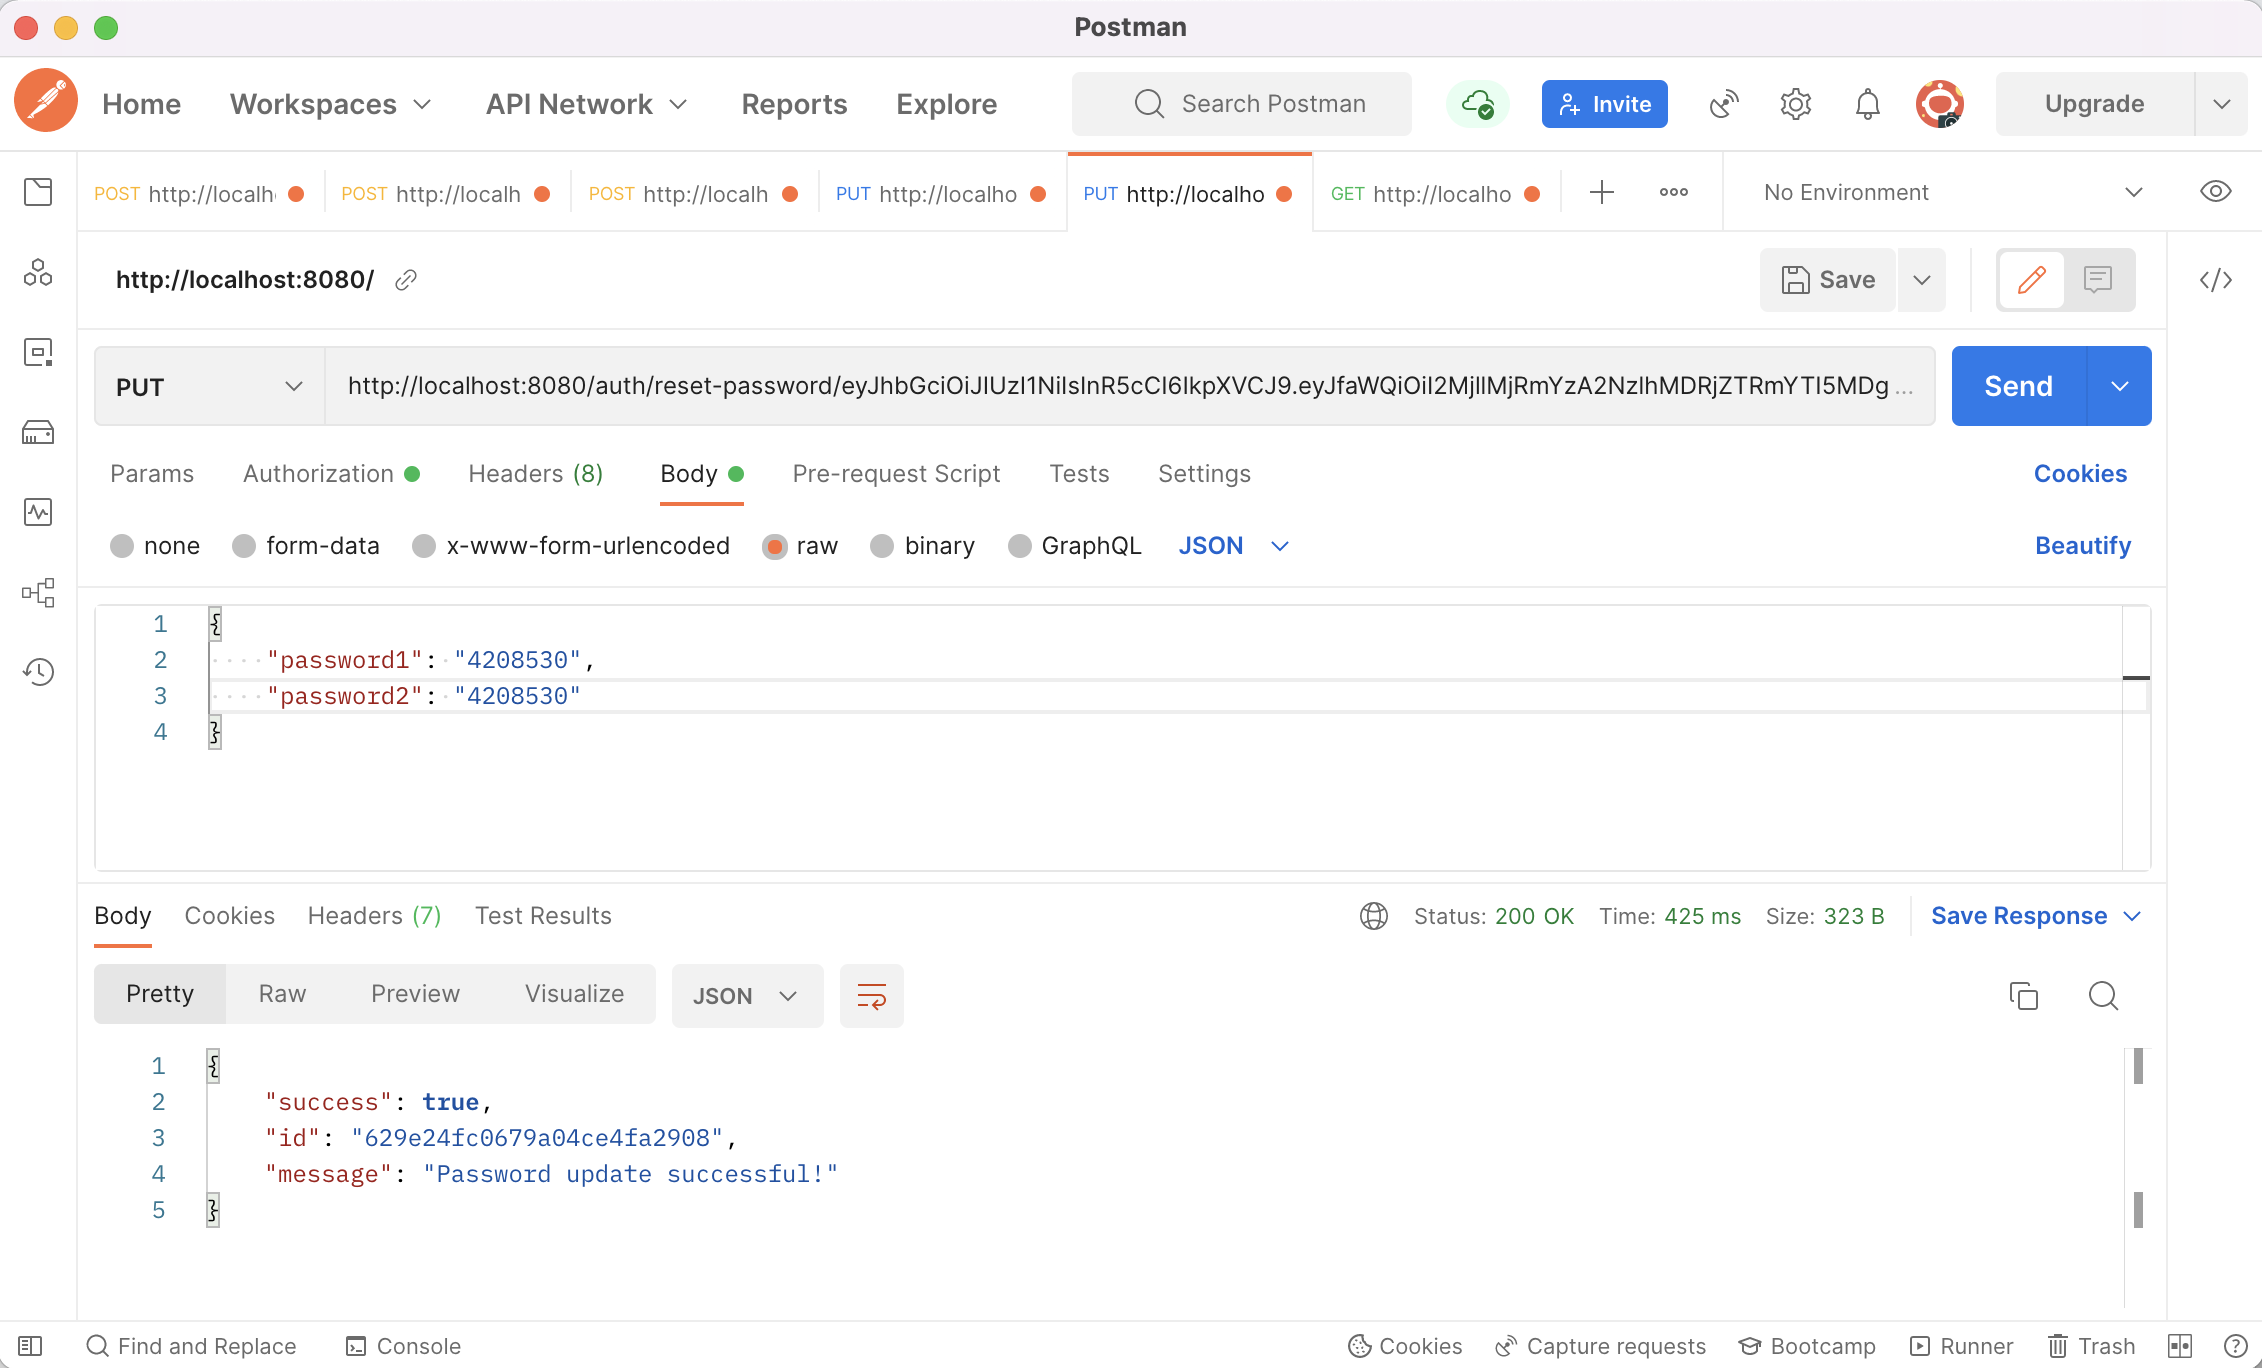 Postman
Home Workspaces API Network Reports Explore Search Postman Invite Upgrade
POST http://localh POST http://localh POST http://localh PUT http://localho PUT http://localho GET http://localho ooo No Environment
http://localhost:8080/ Save </>
PUT http://localhost:8080/auth/reset-password/eyJhbGciOiJIUzI1NiIsInR5cCI6IkpXVCJ9.eyJfaWQiOiI2MjllMjRmYzA2NzlhMDRjZTRmYTI5MDg ... Send
Params Authorization Headers (8) Body Pre-request Script Tests Settings Cookies
none form-data x-www-form-urlencoded raw binary GraphQL JSON Beautify
1 {
2 "password1": "4208530",
3 "password2": "4208530"
4 }
Body Cookies Headers (7) Test Results Status: 200 OK Time: 425 ms Size: 323 B Save Response
Pretty Raw Preview Visualize JSON
1 {
2 "success": true,
3 "id": "629e24fc0679a04ce4fa2908",
4 "message": "Password update successful!"
5 }
Find and Replace Console Cookies Capture requests Bootcamp Runner Trash ?